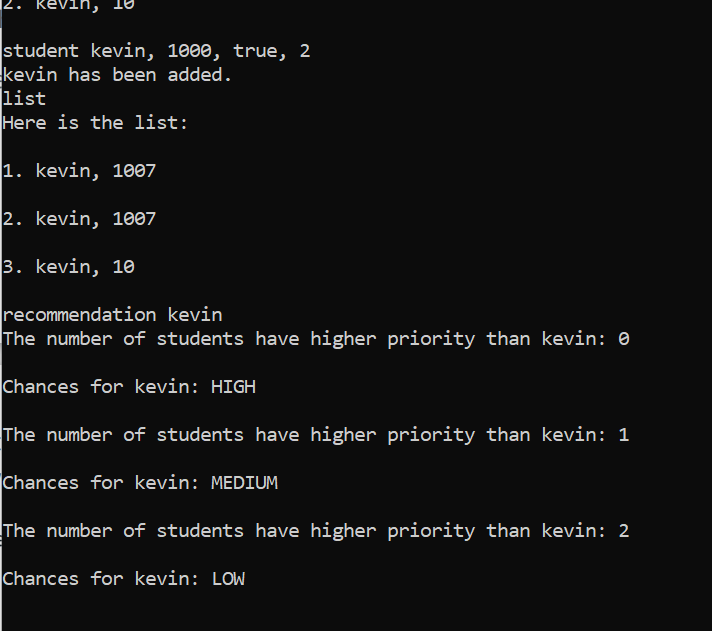 2. kevin, 10
student kevin, 1000, true, 2
kevin has been added.
list
Here is the list:
1. kevin, 1007
2. kevin, 1007
3. kevin, 10
recommendation kevin
The number of students have higher priority than kevin: 0
Chances for kevin: HIGH
The number of students have higher priority than kevin: 1
Chances for kevin: MEDIUM
The number of students have higher priority than kevin: 2
Chances for kevin: LOW